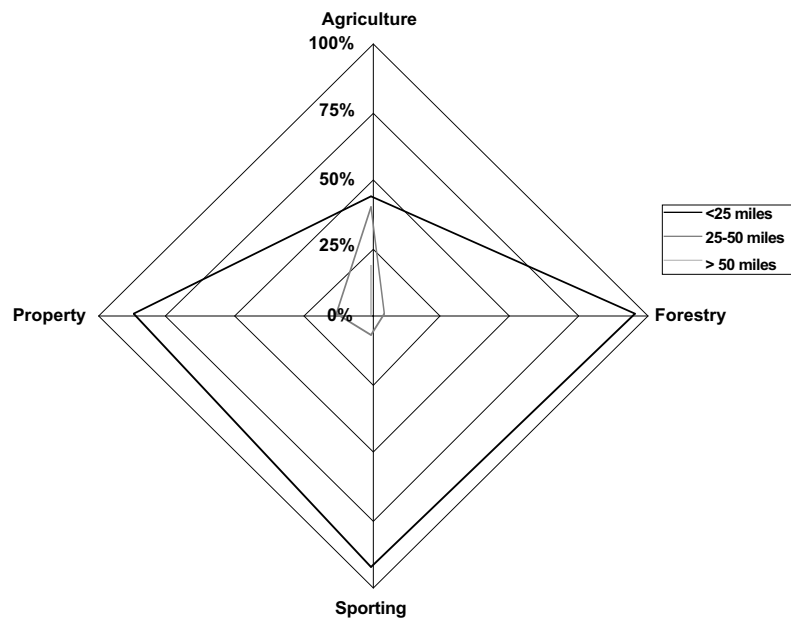 Agriculture
100%
75%
50%
25%
0%
Property
Forestry
Sporting
<25 miles
25-50 miles
> 50 miles